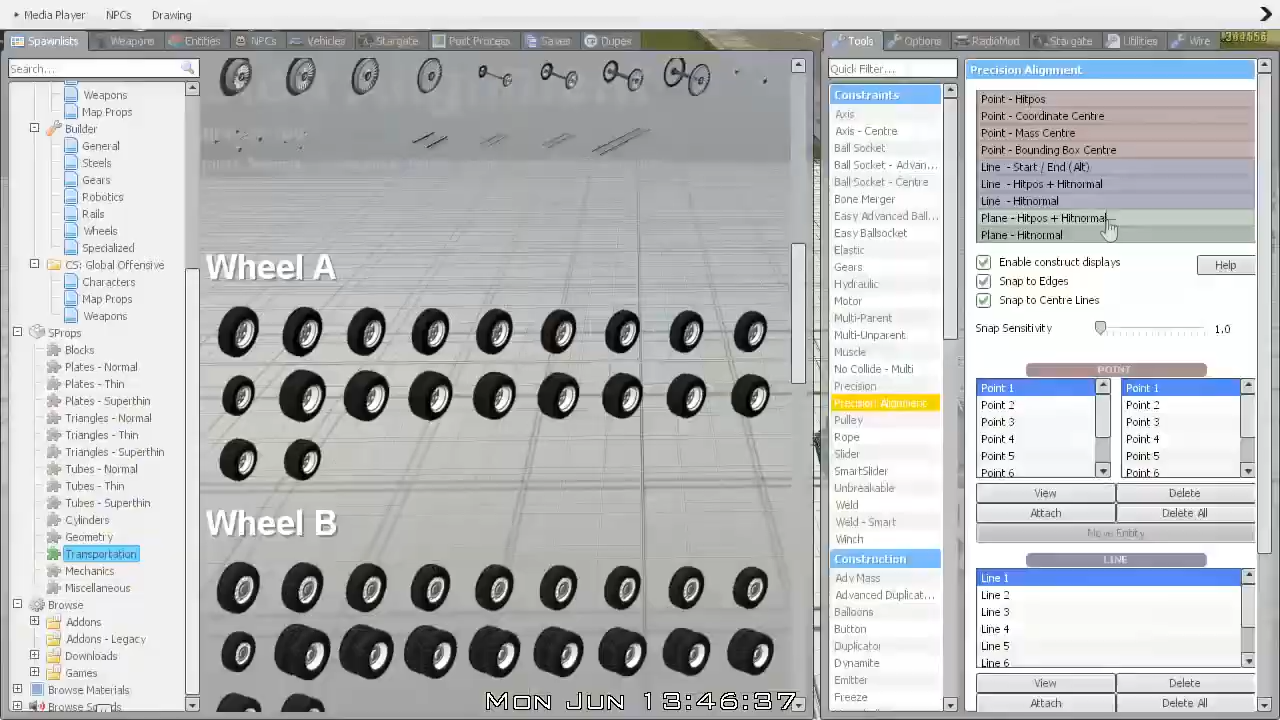 Media Player NPCs Drawing
Spawnlists Weapons Entities NPCs Vehicles Stargate Post Process Saves Dupes
Search...
Weapons
Map Props
Builder
General
Steels
Gears
Robotics
Rails
Wheels
Specialized
CS: Global Offensive
Characters
Map Props
Weapons
SProps
Blocks
Plates - Normal
Plates - Thin
Plates - Superthin
Triangles - Normal
Triangles - Thin
Triangles - Superthin
Tubes - Normal
Tubes - Thin
Tubes - Superthin
Cylinders
Geometry
Transportation
Mechanics
Miscellaneous
Browse
Addons
Addons - Legacy
Downloads
Games
Browse Materials
Browse Sounds
Wheel A
Wheel B
Mon Jun 13:46:37
Tools Options RadioMod Stargate Utilities Wire
Quick Filter...
Constraints
Axis
Axis - Centre
Ball Socket
Ball Socket - Advan...
Ball Socket - Centre
Bone Merger
Easy Advanced Ball...
Easy Ballsocket
Elastic
Gears
Hydraulic
Motor
Multi-Parent
Multi-Unparent
Muscle
No Collide - Multi
Precision
Precision Alignment
Pulley
Rope
Slider
SmartSlider
Unbreakable
Weld
Weld - Smart
Winch
Construction
Adv Mass
Advanced Duplicat...
Balloons
Button
Duplicator
Dynamite
Emitter
Freeze
Precision Alignment
Point - Hitpos
Point - Coordinate Centre
Point - Mass Centre
Point - Bounding Box Centre
Line - Start / End (Alt)
Line - Hitpos + Hitnormal
Line - Hitnormal
Plane - Hitpos + Hitnormal
Plane - Hitnormal
Enable construct displays
Help
Snap to Edges
Snap to Centre Lines
Snap Sensitivity 1.0
POINT
Point 1 Point 1
Point 2 Point 2
Point 3 Point 3
Point 4 Point 4
Point 5 Point 5
Point 6 Point 6
View Delete
Attach Delete All
Move Entity
LINE
Line 1
Line 2
Line 3
Line 4
Line 5
Line 6
View Delete
Attach Delete All